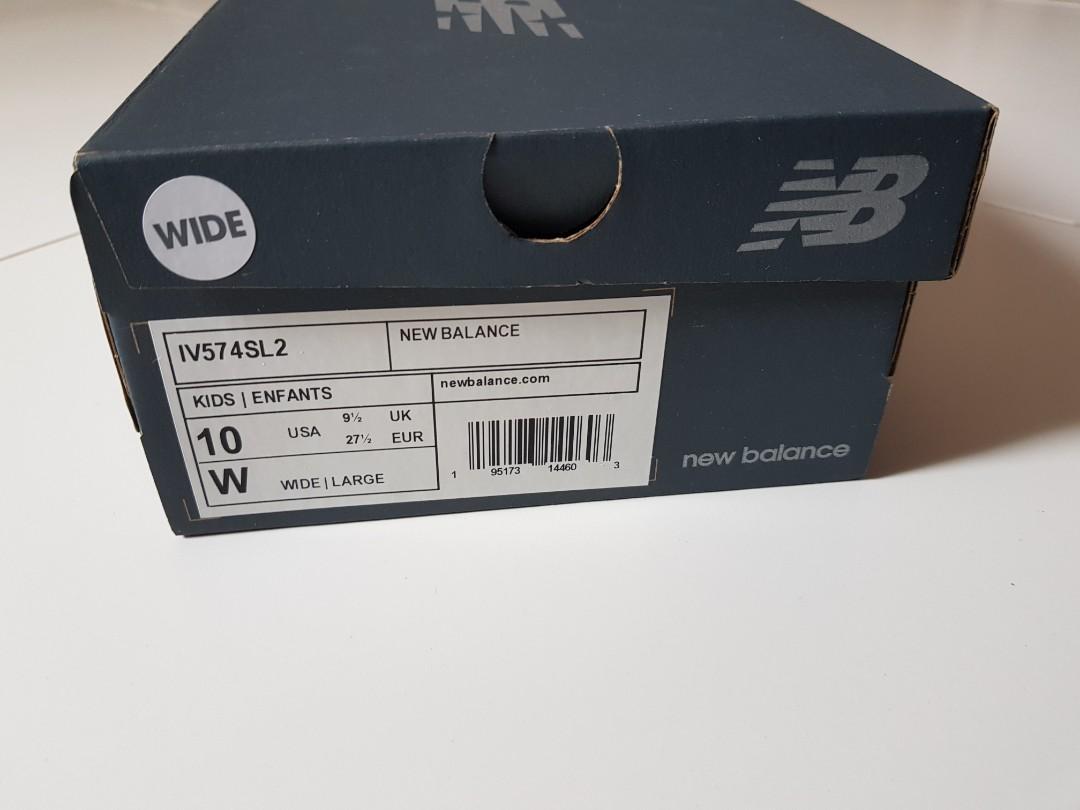 WIDE
NB
IV574SL2
NEW BALANCE
KIDS | ENFANTS
newbalance.com
10 USA 9½ UK
27½ EUR
W WIDE | LARGE
1 95173 14460 3
new balance